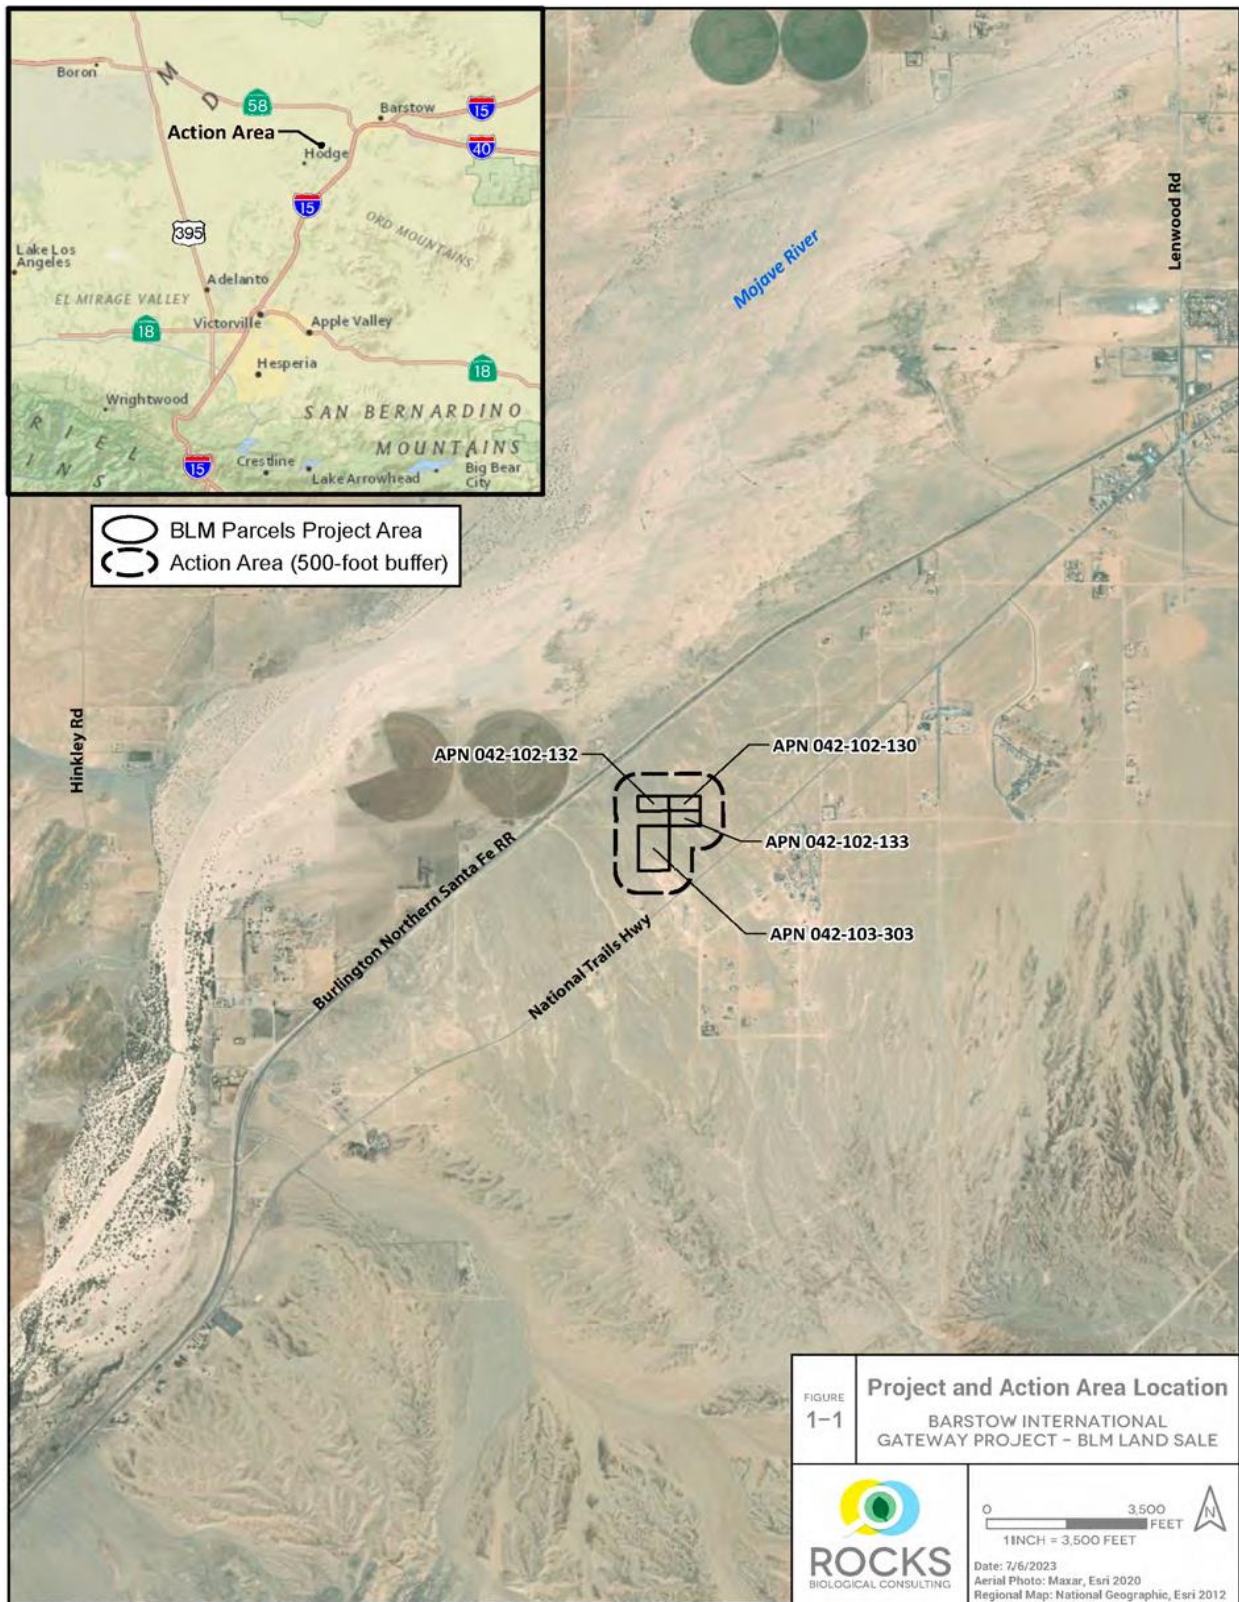 Boron
M
D
58
Barstow
15
Action Area
Hodge
40
15
395
ORD MOUNTAINS
Lake Los
Angeles
Adelanto
EL MIRAGE VALLEY
18
Victorville
Apple Valley
Hesperia
18
Wrightwood
SAN BERNARDINO
MOUNTAINS
R I E L
I N S
15
Crestline
Lake Arrowhead
Big Bear
City
BLM Parcels Project Area
Action Area (500-foot buffer)
Mojave River
Lenwood Rd
Hinkley Rd
APN 042-102-132
APN 042-102-130
APN 042-102-133
APN 042-103-303
Burlington Northern Santa Fe RR
National Trails Hwy
FIGURE
1-1
Project and Action Area Location
BARSTOW INTERNATIONAL
GATEWAY PROJECT - BLM LAND SALE
ROCKS
BIOLOGICAL CONSULTING
0 3,500
FEET
1 INCH = 3,500 FEET
N
Date: 7/6/2023
Aerial Photo: Maxar, Esri 2020
Regional Map: National Geographic, Esri 2012